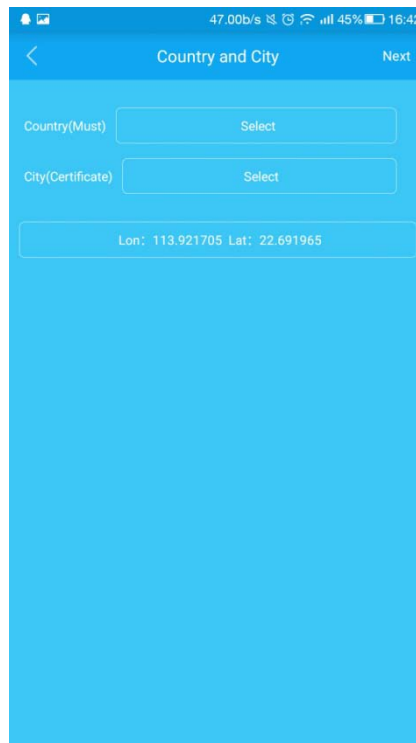 47.00b/s 45% 16:42
Country and City Next
Country(Must) Select
City(Certificate) Select
Lon：113.921705 Lat：22.691965